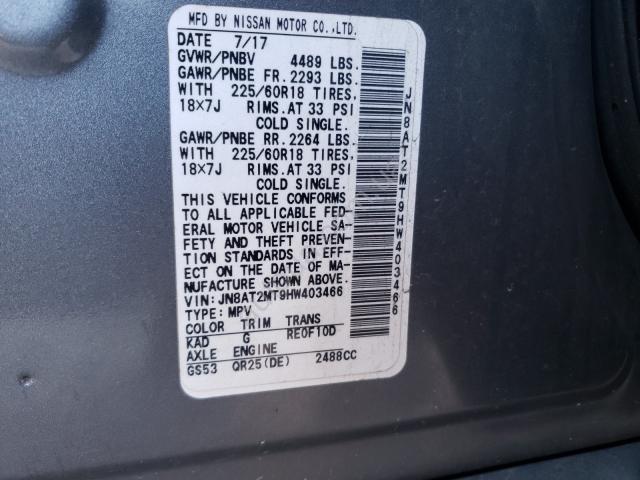 MFD BY NISSAN MOTOR CO.,LTD.
DATE 7/17
GVWR/PNBV 4489 LBS.
GAWR/PNBE FR. 2293 LBS.
WITH 225/60R18 TIRES,
18×7J RIMS. AT 33 PSI
COLD SINGLE.
GAWR/PNBE RR. 2264 LBS.
WITH 225/60R18 TIRES,
18×7J RIMS. AT 33 PSI
COLD SINGLE.
THIS VEHICLE CONFORMS
TO ALL APPLICABLE FED-
ERAL MOTOR VEHICLE SA-
FETY AND THEFT PREVEN-
TION STANDARDS IN EFF-
ECT ON THE DATE OF MA-
NUFACTURE SHOWN ABOVE.
VIN: JN8AT2MT9HW403466
TYPE: MPV
COLOR TRIM TRANS
KAD G RE0F10D
AXLE ENGINE
GS53 QR25(DE) 2488CC
JN8AT2MT9HW403466